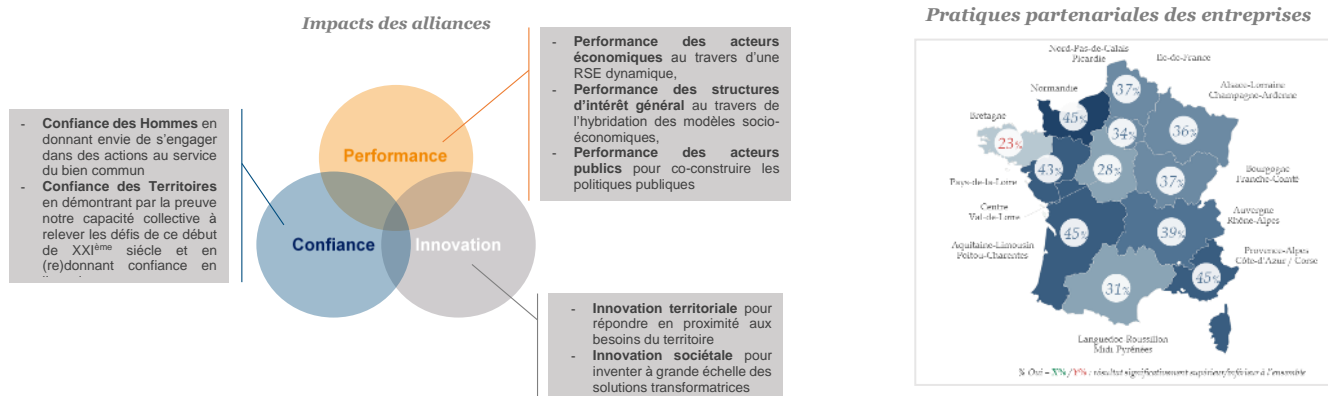 Impacts des alliances
- Confiance des Hommes en
donnant envie de s'engager
dans des actions au service
du bien commun
- Confiance des Territoires
en démontrant par la preuve
notre capacité collective à
relever les défis de ce début
de XXIème siécle et en
(re)donnant confiance en
Performance
Confiance
Innovation
- Performance des acteurs
économiques au travers d'une
RSE dynamique,
- Performance des structures
d'intérêt général au travers de
l'hybridation des modèles socio-
économiques,
- Performance des acteurs
publics pour co-construire les
politiques publiques
- Innovation territoriale pour
répondre en proximité aux
besoins du territoire
- Innovation sociétale pour
inventer à grande échelle des
solutions transformatrices
Pratiques partenariales des entreprises
Nord-Pas-de-Calais
Picardie
Ile-de-France
Normandie
Alsace-Lorraine
Champagne-Ardenne
Bretagne
37%
45%
34%
36%
23%
43%
28%
37%
Pays-de-la-Loire
Bourgogne
Franche-Comté
Centre
Val-de-Loire
Auvergne
Rhône-Alpes
45%
39%
Aquitaine-Limousin
Poitou-Charentes
Provence-Alpes
Côte-d'Azur / Corse
31%
45%
Languedoc Roussillon
Midi Pyrénées
% Oui – X% / Y% : résultat significativement supérieur/inférieur à l'ensemble